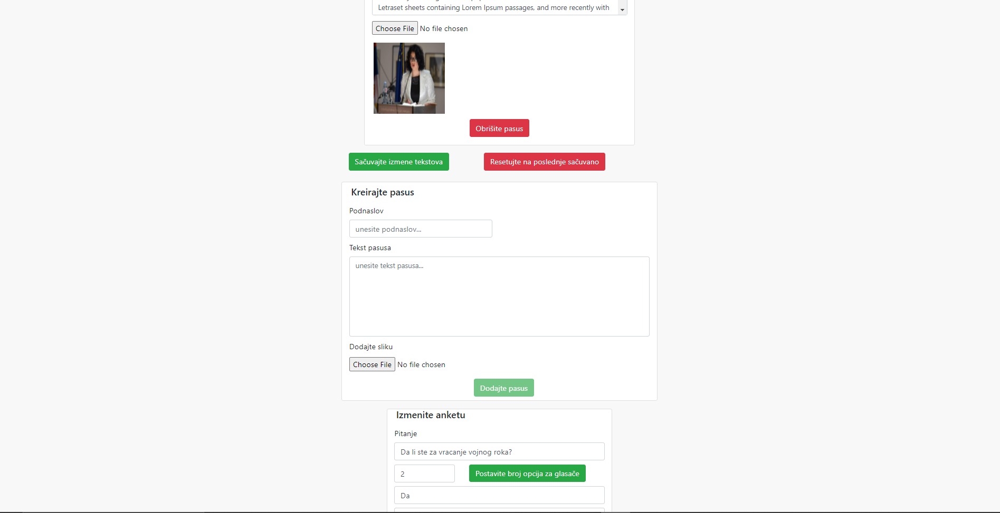 Letraset sheets containing Lorem Ipsum passages, and more recently with
Choose File No file chosen
Obrišite pasus
Sačuvajte izmene tekstova
Resetujte na poslednje sačuvano
Kreirajte pasus
Podnaslov
unesite podnaslov...
Tekst pasusa
unesite tekst pasusa...
Dodajte sliku
Choose File No file chosen
Dodajte pasus
Izmenite anketu
Pitanje
Da li ste za vracanje vojnog roka?
2
Postavite broj opcija za glasače
Da